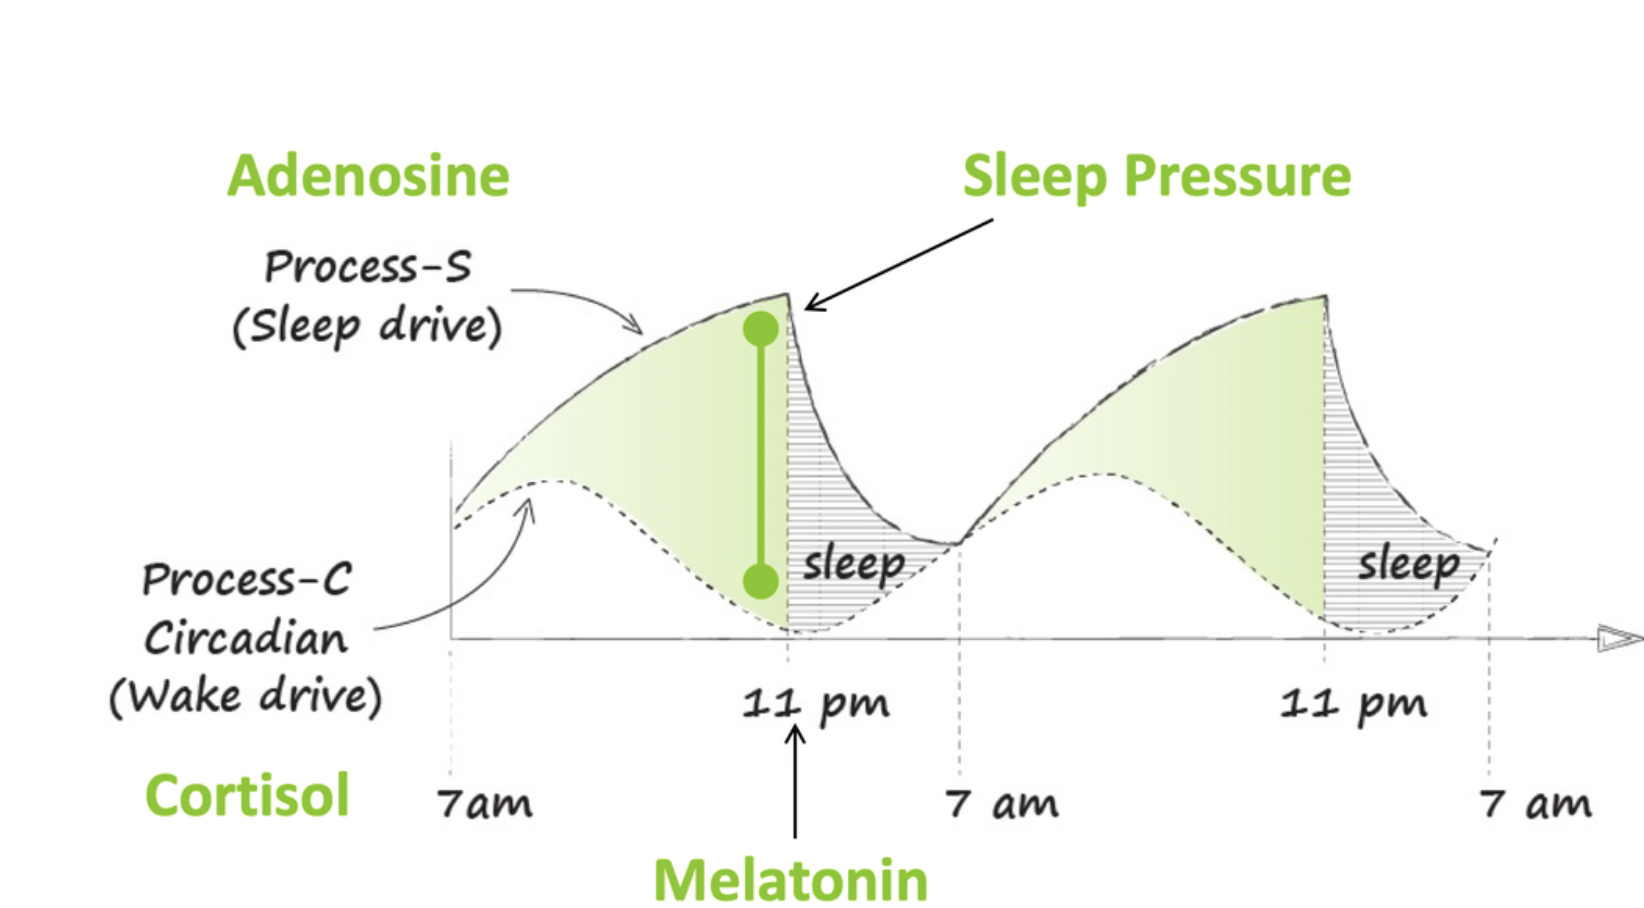 Adenosine
Sleep Pressure
Process-S
(Sleep drive)
sleep
sleep
Process-C
Circadian
(Wake drive)
11 pm
11 pm
Cortisol
7am
7 am
7 am
Melatonin